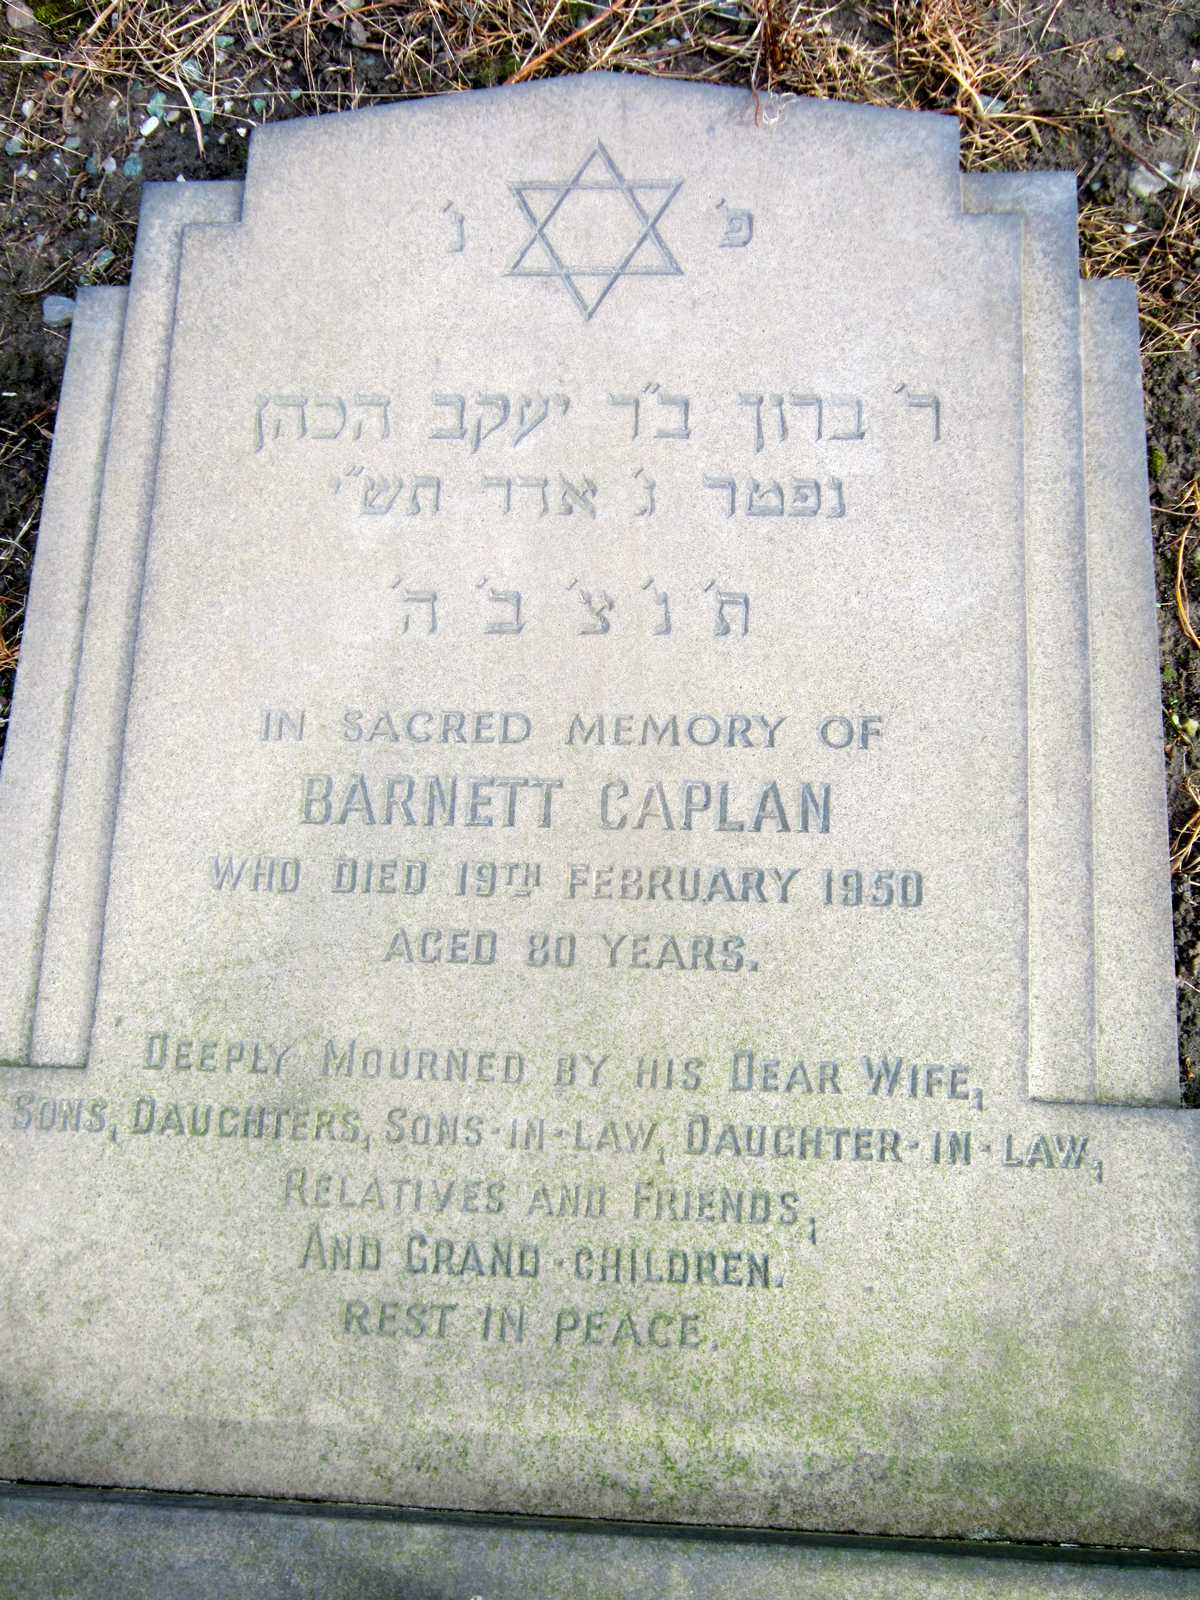 פ' נ'
ר' ברוך ב"ר יעקב הכהן
נפטר ג' אדר תש"י
ת' נ' צ' ב' ה'
IN SACRED MEMORY OF
BARNETT CAPLAN
WHO DIED 19TH FEBRUARY 1950
AGED 80 YEARS.
DEEPLY MOURNED BY HIS DEAR WIFE,
SONS, DAUGHTERS, SONS-IN-LAW, DAUGHTER-IN-LAW,
RELATIVES AND FRIENDS,
AND GRAND-CHILDREN.
REST IN PEACE.